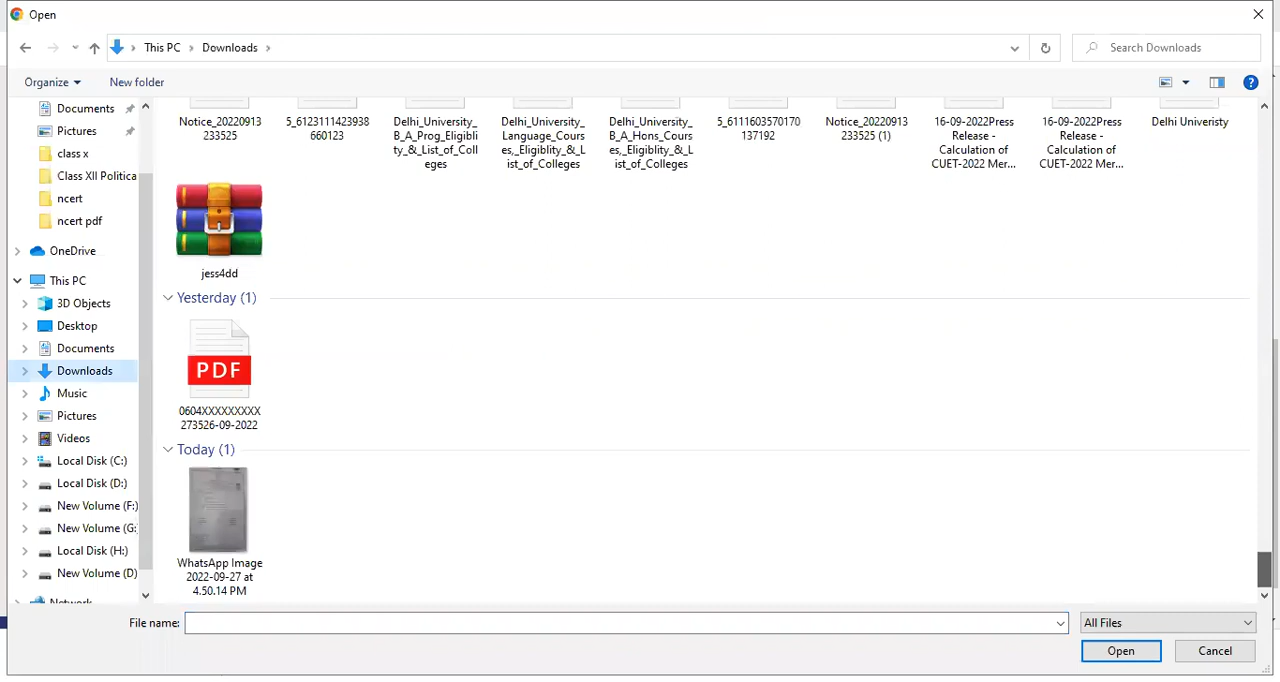 Open
This PC
Downloads
Search Downloads
Organize
New folder
Documents
Pictures
class x
Class XII Politica
ncert
ncert pdf
OneDrive
This PC
3D Objects
Desktop
Documents
Downloads
Music
Pictures
Videos
Local Disk (C:)
Local Disk (D:)
New Volume (F:)
New Volume (G:
Local Disk (H:)
New Volume (D)
Network
Notice_20220913
233525
5_6123111423938
660123
Delhi_University_
B_A_Prog_Eligibli
ty_&_List_of_Coll
eges
Delhi_University_
Language_Cours
es,_Eligiblity_&_L
ist_of_Colleges
Delhi_University_
B_A_Hons_Cours
es,_Eligiblity_&_L
ist_of_Colleges
5_6111603570170
137192
Notice_20220913
233525 (1)
16-09-2022Press
Release -
Calculation of
CUET-2022 Mer...
16-09-2022Press
Release -
Calculation of
CUET-2022 Mer...
Delhi Univeristy
jess4dd
Yesterday (1)
PDF
0604XXXXXXXXX
273526-09-2022
Today (1)
WhatsApp Image
2022-09-27 at
4.50.14 PM
File name:
All Files
Open
Cancel